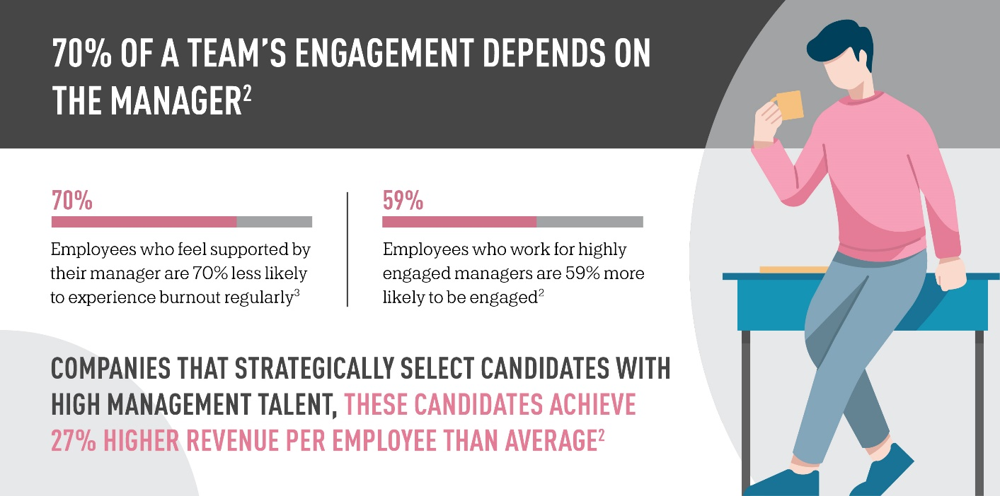 70% OF A TEAM’S ENGAGEMENT DEPENDS ON
THE MANAGER²
70%
Employees who feel supported by
their manager are 70% less likely
to experience burnout regularly³
59%
Employees who work for highly
engaged managers are 59% more
likely to be engaged²
COMPANIES THAT STRATEGICALLY SELECT CANDIDATES WITH
HIGH MANAGEMENT TALENT, THESE CANDIDATES ACHIEVE
27% HIGHER REVENUE PER EMPLOYEE THAN AVERAGE²